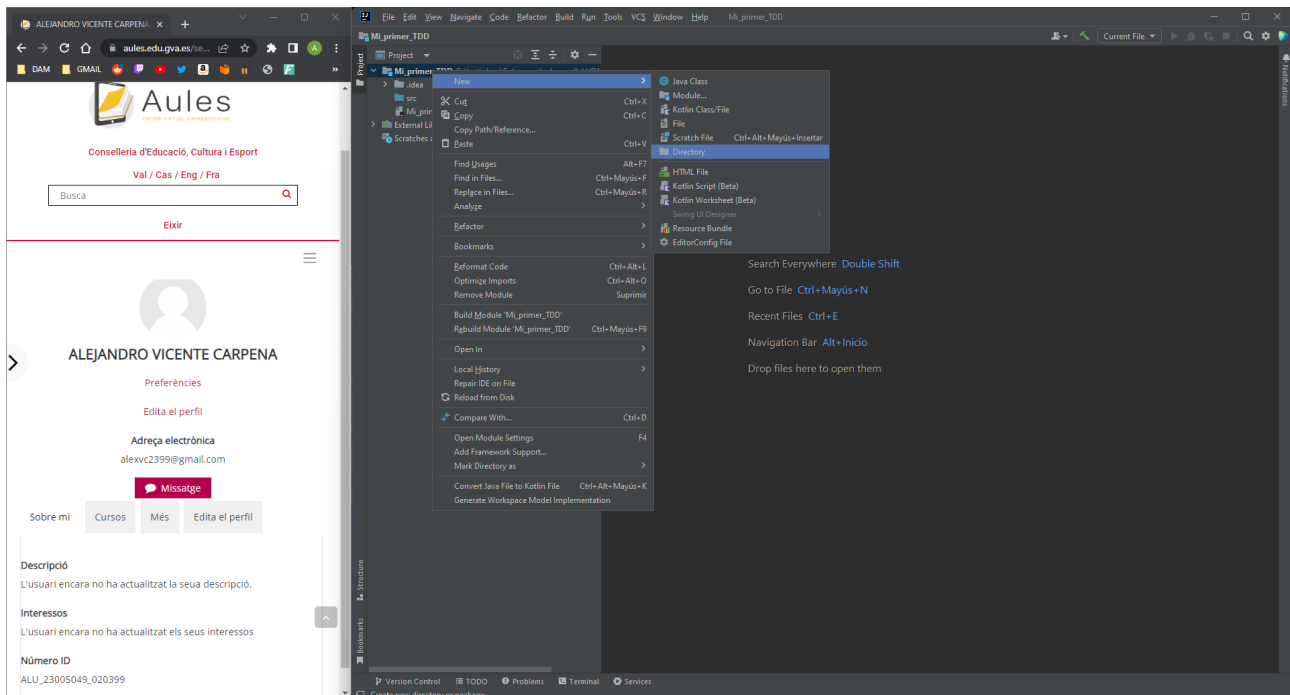 ALEJANDRO VICENTE CARPENA
aules.edu.gva.es/se...
A
DAM
GMAIL
»
Aules
Conselleria d'Educació, Cultura i Esport
Val / Cas / Eng / Fra
Busca
Eixir
ALEJANDRO VICENTE CARPENA
Preferències
Edita el perfil
Adreça electrònica
alexvc2399@gmail.com
Missatge
Sobre mi Cursos Més Edita el perfil
Descripció
L'usuari encara no ha actualitzat la seua descripció.
Interessos
L'usuari encara no ha actualitzat els seus interessos
Número ID
ALU_23005049_020399
File Edit View Navigate Code Refactor Build Run Tools VCS Window Help Mi_primer_TDD
Mi_primer_TDD
Current File
Project
Project
Mi_primer
.idea
src
Mi_prin
External Li
Scratches a
New
Cut Ctrl+X
Copy Ctrl+C
Copy Path/Reference...
Paste Ctrl+V
Find Usages Alt+F7
Find in Files... Ctrl+Mayús+F
Replace in Files... Ctrl+Mayús+R
Analyze
Refactor
Bookmarks
Reformat Code Ctrl+Alt+L
Optimize Imports Ctrl+Alt+O
Remove Module Suprimir
Build Module 'Mi_primer_TDD'
Rebuild Module 'Mi_primer_TDD' Ctrl+Mayús+F9
Open In
Local History
Repair IDE on File
Reload from Disk
Compare With... Ctrl+D
Open Module Settings F4
Add Framework Support...
Mark Directory as
Convert Java File to Kotlin File Ctrl+Alt+Mayús+K
Generate Workspace Model Implementation
Java Class
Module...
Kotlin Class/File
File
Scratch File Ctrl+Alt+Mayús+Insertar
Directory
HTML File
Kotlin Script (Beta)
Kotlin Worksheet (Beta)
Swing UI Designer
Resource Bundle
EditorConfig File
Search Everywhere Double Shift
Go to File Ctrl+Mayús+N
Recent Files Ctrl+E
Navigation Bar Alt+Inicio
Drop files here to open them
Notifications
Structure
Bookmarks
Version Control TODO Problems Terminal Services
Create new directory or package